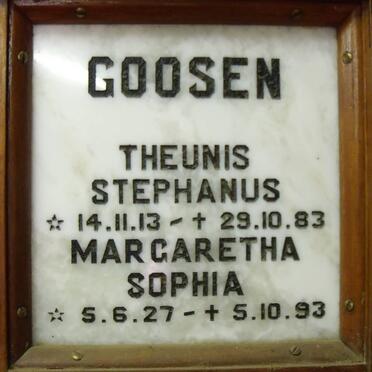 GOOSEN
THEUNIS
STEPHANUS
☆ 14.11.13 – ✝ 29.10.83
MARGARETHA
SOPHIA
☆ 5.6.27 – ✝ 5.10.93